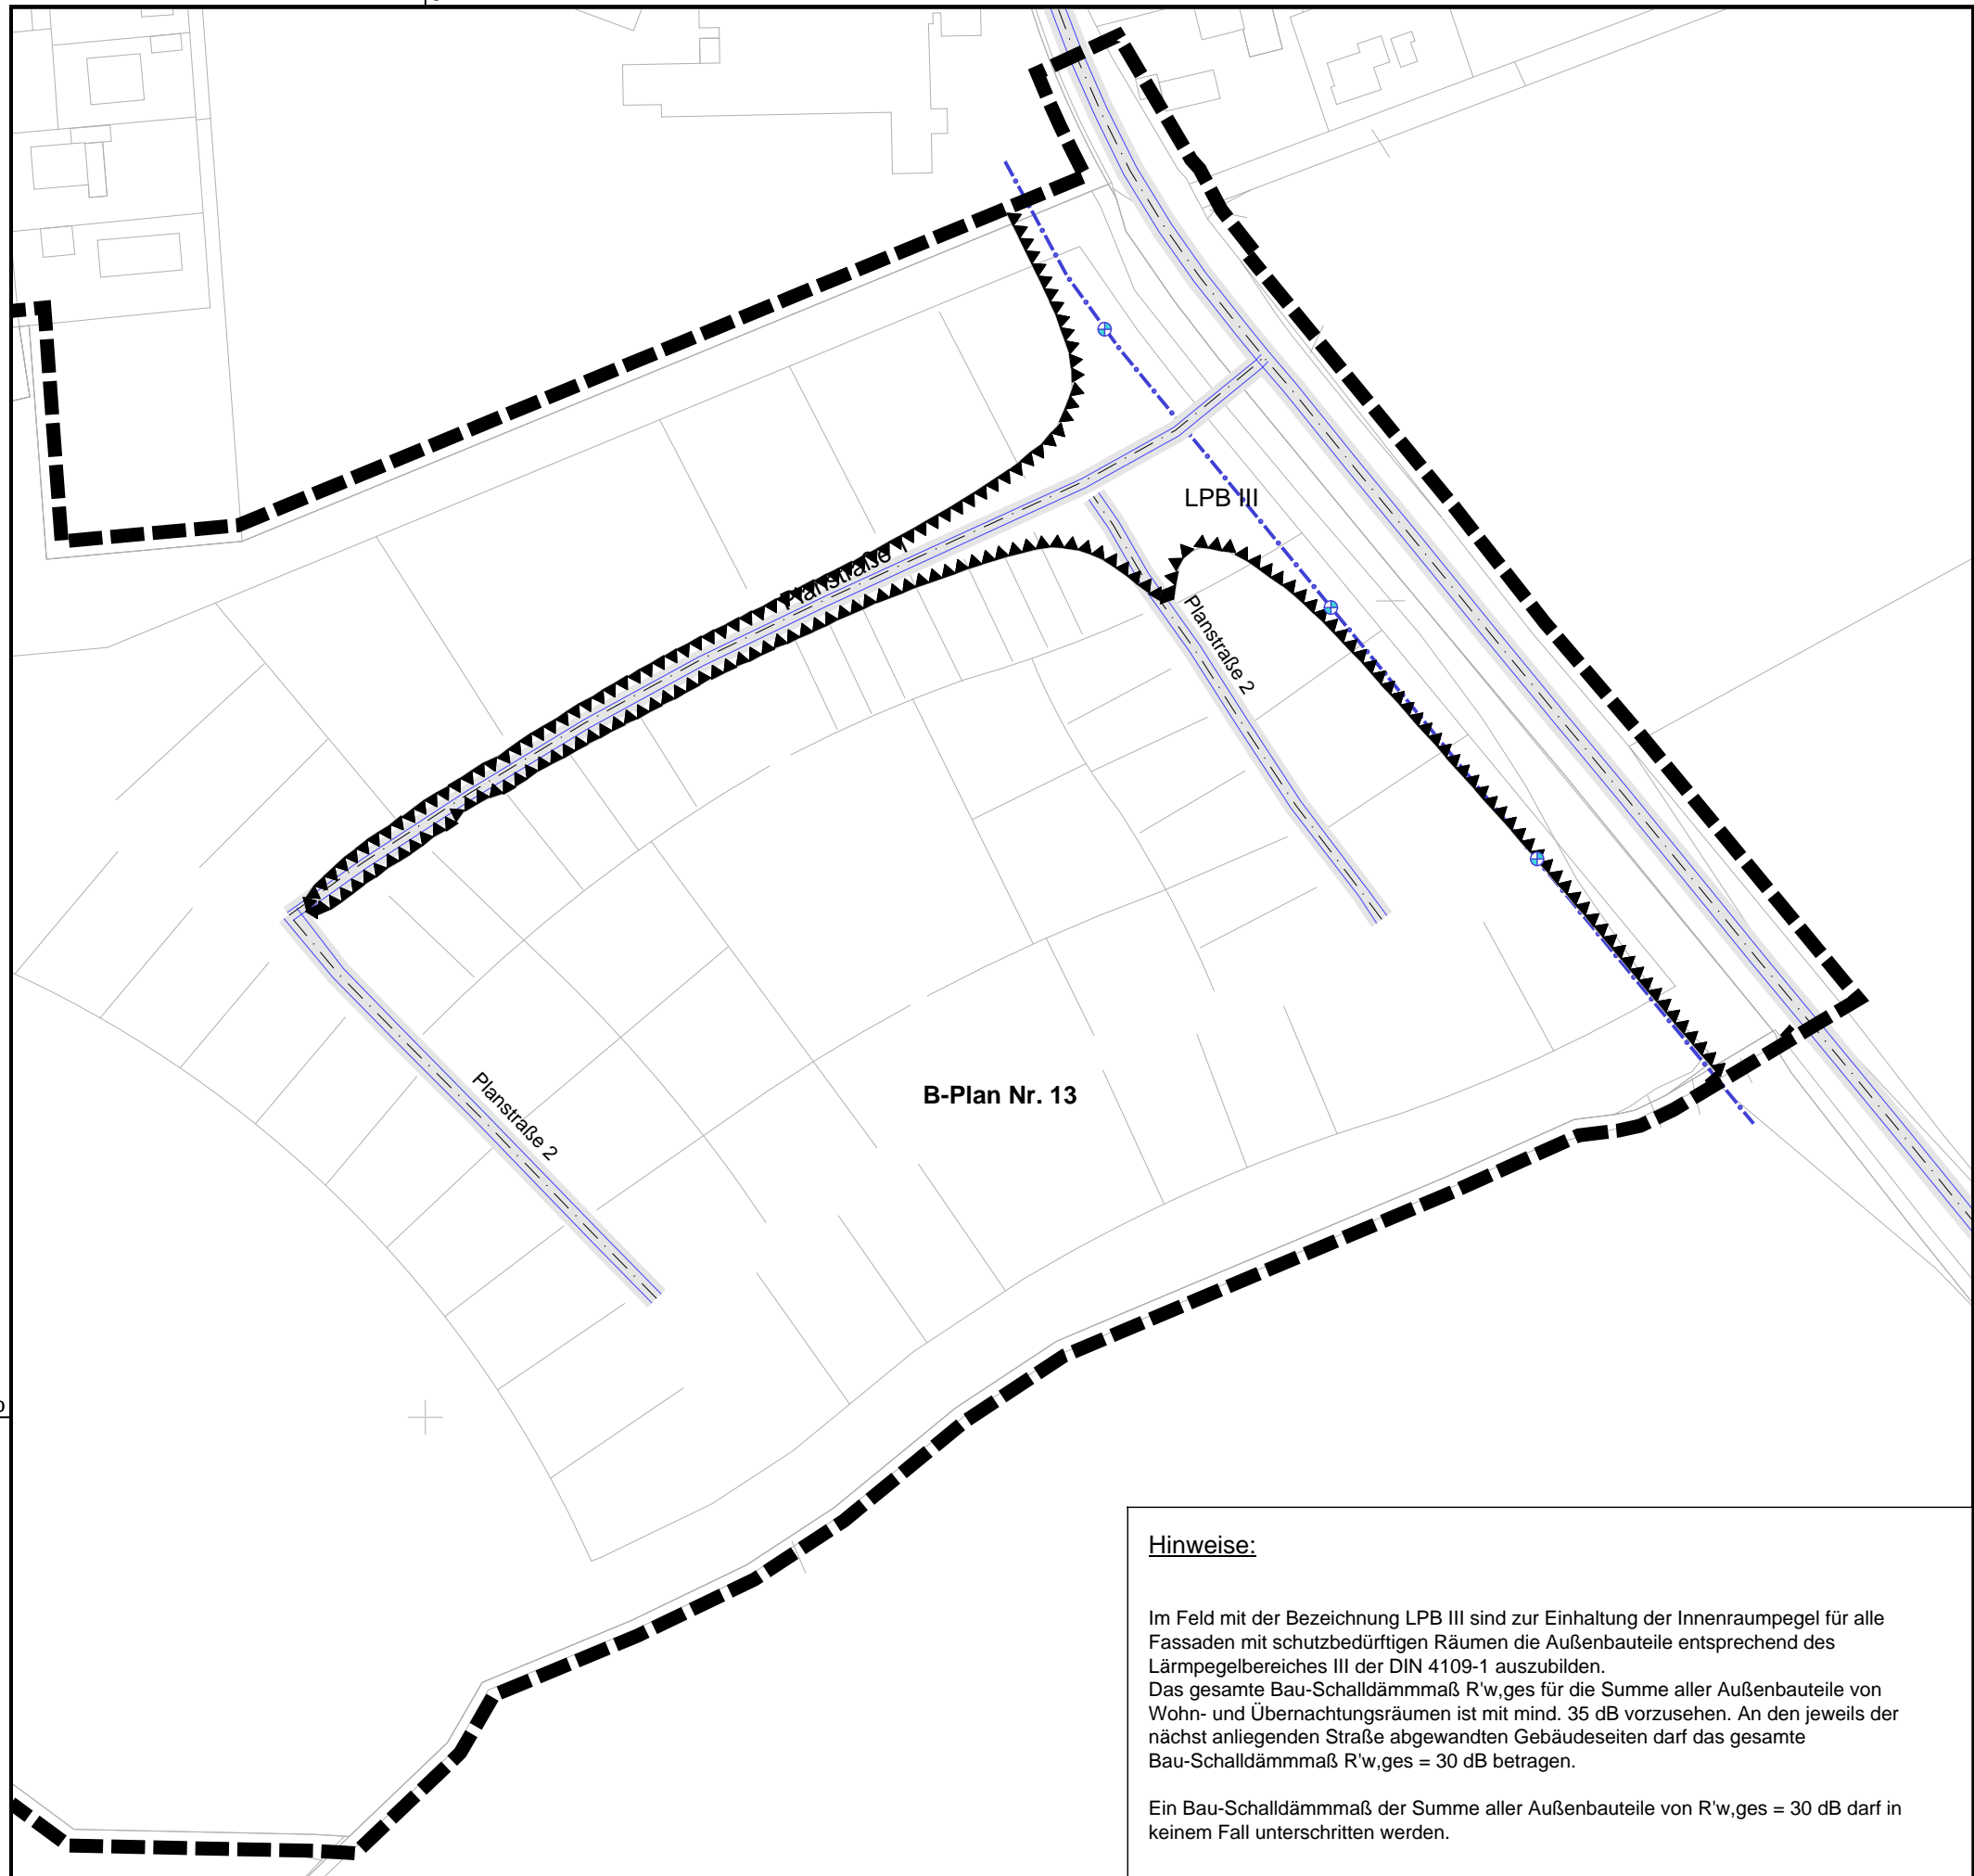 LPB III
Planstraße 1
Planstraße 2
Planstraße 2
B-Plan Nr. 13
Hinweise:
Im Feld mit der Bezeichnung LPB III sind zur Einhaltung der Innenraumpegel für alle
Fassaden mit schutzbedürftigen Räumen die Außenbauteile entsprechend des
Lärmpegelbereiches III der DIN 4109-1 auszubilden.
Das gesamte Bau-Schalldämmmaß R'w,ges für die Summe aller Außenbauteile von
Wohn- und Übernachtungsräumen ist mit mind. 35 dB vorzusehen. An den jeweils der
nächst anliegenden Straße abgewandten Gebäudeseiten darf das gesamte
Bau-Schalldämmmaß R'w,ges = 30 dB betragen.
Ein Bau-Schalldämmmaß der Summe aller Außenbauteile von R'w,ges = 30 dB darf in
keinem Fall unterschritten werden.